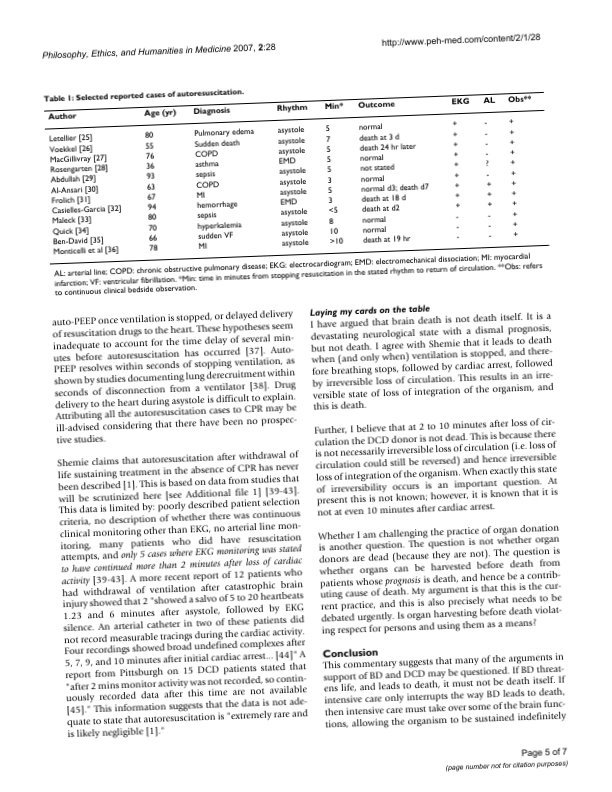 Philosophy, Ethics, and Humanities in Medicine 2007, 2:28
http://www.peh-med.com/content/2/1/28
Table 1: Selected reported cases of autoresuscitation.
Author Age (yr) Diagnosis Rhythm Min* Outcome EKG AL Obs**
Letellier [25] 80 Pulmonary edema asystole 5 normal + - +
Voekkel [26] 55 Sudden death asystole 7 death at 3 d + - +
MacGillivray [27] 76 COPD asystole 5 death 24 hr later + - +
Rosengarten [28] 36 asthma EMD 5 normal + - +
Abdullah [29] 93 sepsis asystole 5 not stated + ? +
Al-Ansari [30] 63 COPD asystole 3 normal + + +
Frolich [31] 67 MI asystole 5 normal d3; death d7 + + +
Casielles-Garcia [32] 94 hemorrhage EMD 3 death at 18 d + + +
Maleck [33] 80 sepsis asystole <5 death at d2 - - +
Quick [34] 70 hyperkalemia asystole 8 normal - - +
Ben-David [35] 66 sudden VF asystole 10 normal - - +
Monticelli et al [36] 78 MI asystole >10 death at 19 hr - - +
AL: arterial line; COPD: chronic obstructive pulmonary disease; EKG: electrocardiogram; EMD: electromechanical dissociation; MI: myocardial
infarction; VF: ventricular fibrillation. *Min: time in minutes from stopping resuscitation in the stated rhythm to return of circulation. **Obs: refers
to continuous clinical bedside observation.
auto-PEEP once ventilation is stopped, or delayed delivery
of resuscitation drugs to the heart. These hypotheses seem
inadequate to account for the time delay of several min-
utes before autoresuscitation has occurred [37]. Auto-
PEEP resolves within seconds of stopping ventilation, as
shown by studies documenting lung derecruitment within
seconds of disconnection from a ventilator [38]. Drug
delivery to the heart during asystole is difficult to explain.
Attributing all the autoresuscitation cases to CPR may be
ill-advised considering that there have been no prospec-
tive studies.
Shemie claims that autoresuscitation after withdrawal of
life sustaining treatment in the absence of CPR has never
been described [1]. This is based on data from studies that
will be scrutinized here [see Additional file 1] [39-43].
This data is limited by: poorly described patient selection
criteria, no description of whether there was continuous
clinical monitoring other than EKG, no arterial line mon-
itoring, many patients who did have resuscitation
attempts, and only 5 cases where EKG monitoring was stated
to have continued more than 2 minutes after loss of cardiac
activity [39-43]. A more recent report of 12 patients who
had withdrawal of ventilation after catastrophic brain
injury showed that 2 "showed a salvo of 5 to 20 heartbeats
1.23 and 6 minutes after asystole, followed by EKG
silence. An arterial catheter in two of these patients did
not record measurable tracings during the cardiac activity.
Four recordings showed broad undefined complexes after
5, 7, 9, and 10 minutes after initial cardiac arrest... [44]" A
report from Pittsburgh on 15 DCD patients stated that
"after 2 mins monitor activity was not recorded, so contin-
uously recorded data after this time are not available
[45]." This information suggests that the data is not ade-
quate to state that autoresuscitation is "extremely rare and
is likely negligible [1]."
Laying my cards on the table
I have argued that brain death is not death itself. It is a
devastating neurological state with a dismal prognosis,
but not death. I agree with Shemie that it leads to death
when (and only when) ventilation is stopped, and there-
fore breathing stops, followed by cardiac arrest, followed
by irreversible loss of circulation. This results in an irre-
versible state of loss of integration of the organism, and
this is death.
Further, I believe that at 2 to 10 minutes after loss of cir-
culation the DCD donor is not dead. This is because there
is not necessarily irreversible loss of circulation (i.e. loss of
circulation could still be reversed) and hence irreversible
loss of integration of the organism. When exactly this state
of irreversibility occurs is an important question. At
present this is not known; however, it is known that it is
not at even 10 minutes after cardiac arrest.
Whether I am challenging the practice of organ donation
is another question. The question is not whether organ
donors are dead (because they are not). The question is
whether organs can be harvested before death from
patients whose prognosis is death, and hence be a contrib-
uting cause of death. My argument is that this is the cur-
rent practice, and this is also precisely what needs to be
debated urgently. Is organ harvesting before death violat-
ing respect for persons and using them as a means?
Conclusion
This commentary suggests that many of the arguments in
support of BD and DCD may be questioned. If BD threat-
ens life, and leads to death, it must not be death itself. If
intensive care only interrupts the way BD leads to death,
then intensive care must take over some of the brain func-
tions, allowing the organism to be sustained indefinitely
Page 5 of 7
(page number not for citation purposes)